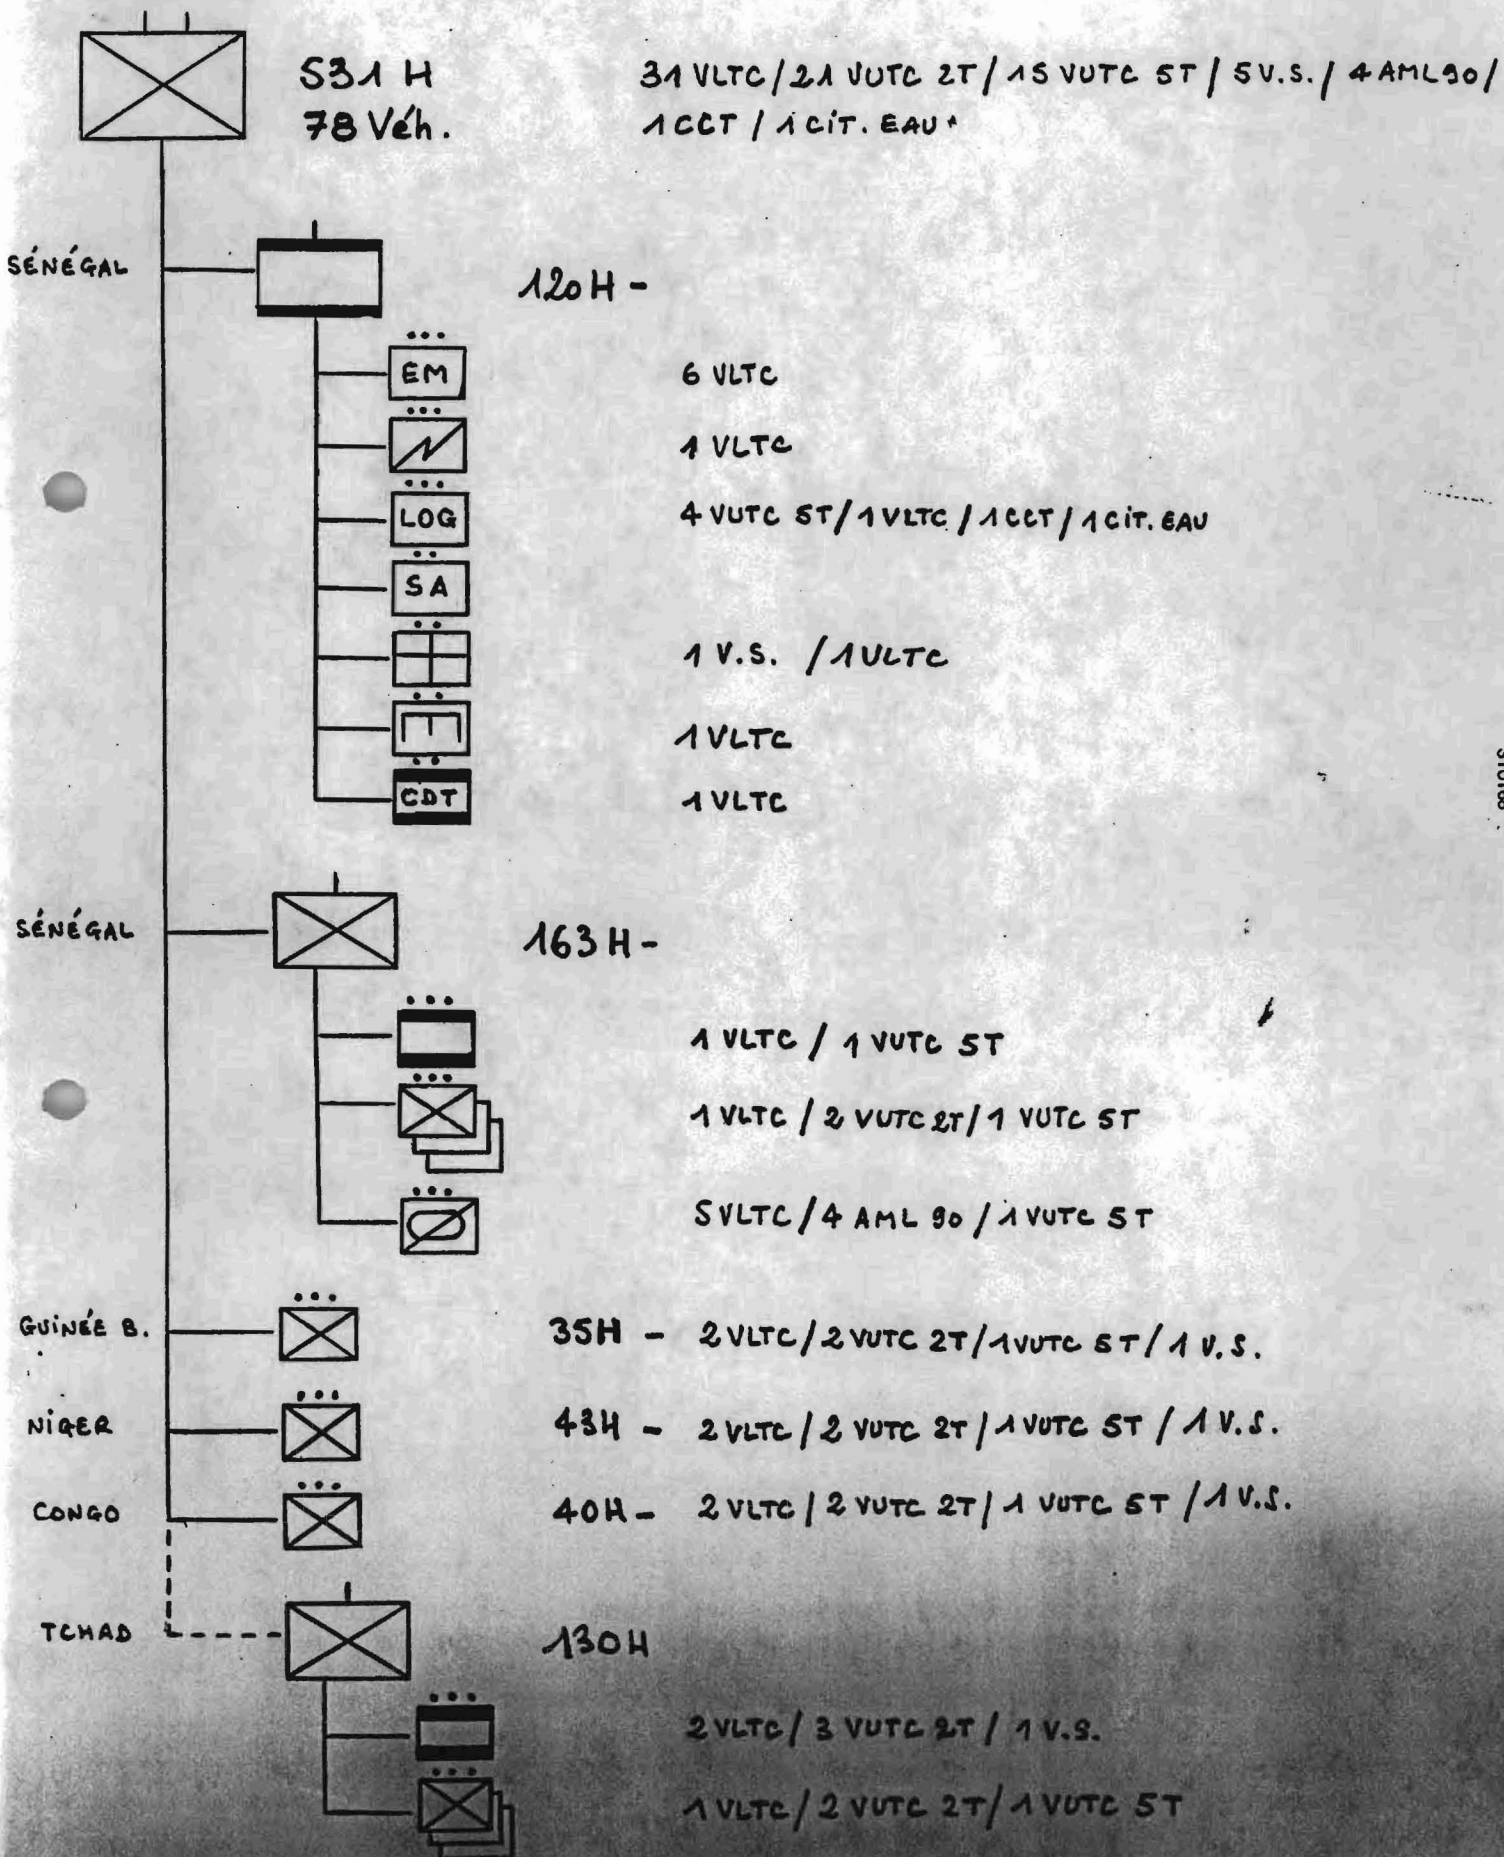 531 H 31 VLTC / 21 VUTC 2T / 15 VUTC 5T / 5 V.S. / 4 AML 90 /
78 Véh. 1 CCT / 1 CIT. EAU
SÉNÉGAL 120 H -
EM 6 VLTC
1 VLTC
LOG 4 VUTC 5T / 1 VLTC / 1 CCT / 1 CIT. EAU
SA
1 V.S. / 1 VLTC
1 VLTC
CDT 1 VLTC
SÉNÉGAL 163 H -
1 VLTC / 1 VUTC 5T
1 VLTC / 2 VUTC 2T / 1 VUTC 5T
5 VLTC / 4 AML 90 / 1 VUTC 5T
GUINÉE B. 35H - 2 VLTC / 2 VUTC 2T / 1 VUTC 5T / 1 V.S.
NIGER 43H - 2 VLTC / 2 VUTC 2T / 1 VUTC 5T / 1 V.S.
CONGO 40H - 2 VLTC / 2 VUTC 2T / 1 VUTC 5T / 1 V.S.
TCHAD 130 H
2 VLTC / 3 VUTC 2T / 1 V.S.
1 VLTC / 2 VUTC 2T / 1 VUTC 5T